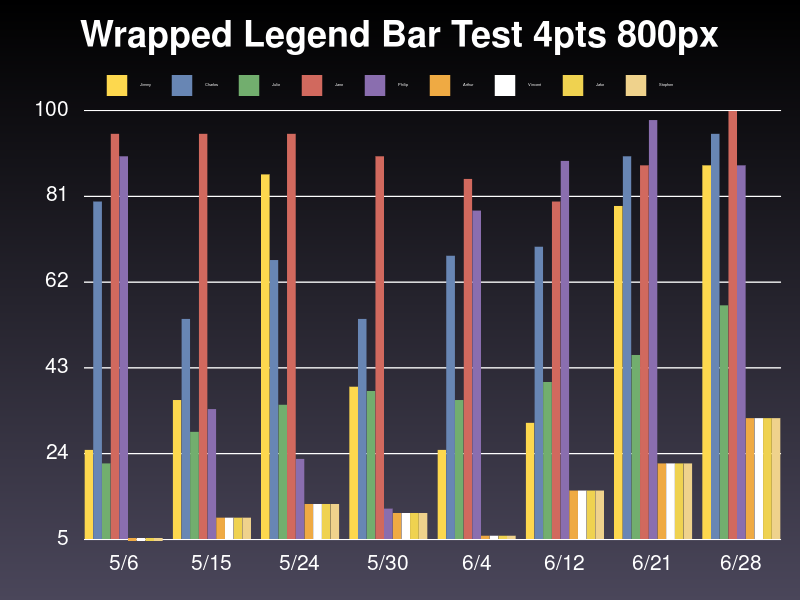 Wrapped Legend Bar Test 4pts 800px
Jimmy Charles Julie Jane Philip Arthur Vincent Jake Stephen
100
81
62
43
24
5
5/6 5/15 5/24 5/30 6/4 6/12 6/21 6/28